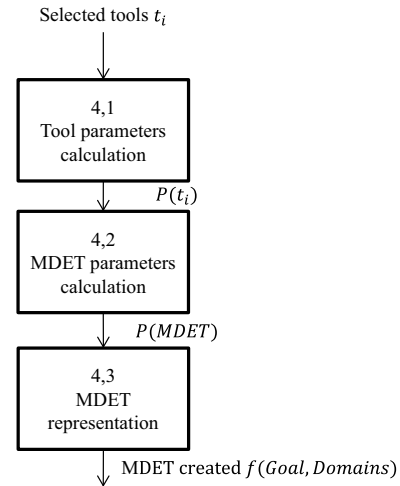 Selected tools t_i
4,1
Tool parameters
calculation
P(t_i)
4,2
MDET parameters
calculation
P(MDET)
4,3
MDET
representation
MDET created f(Goal, Domains)